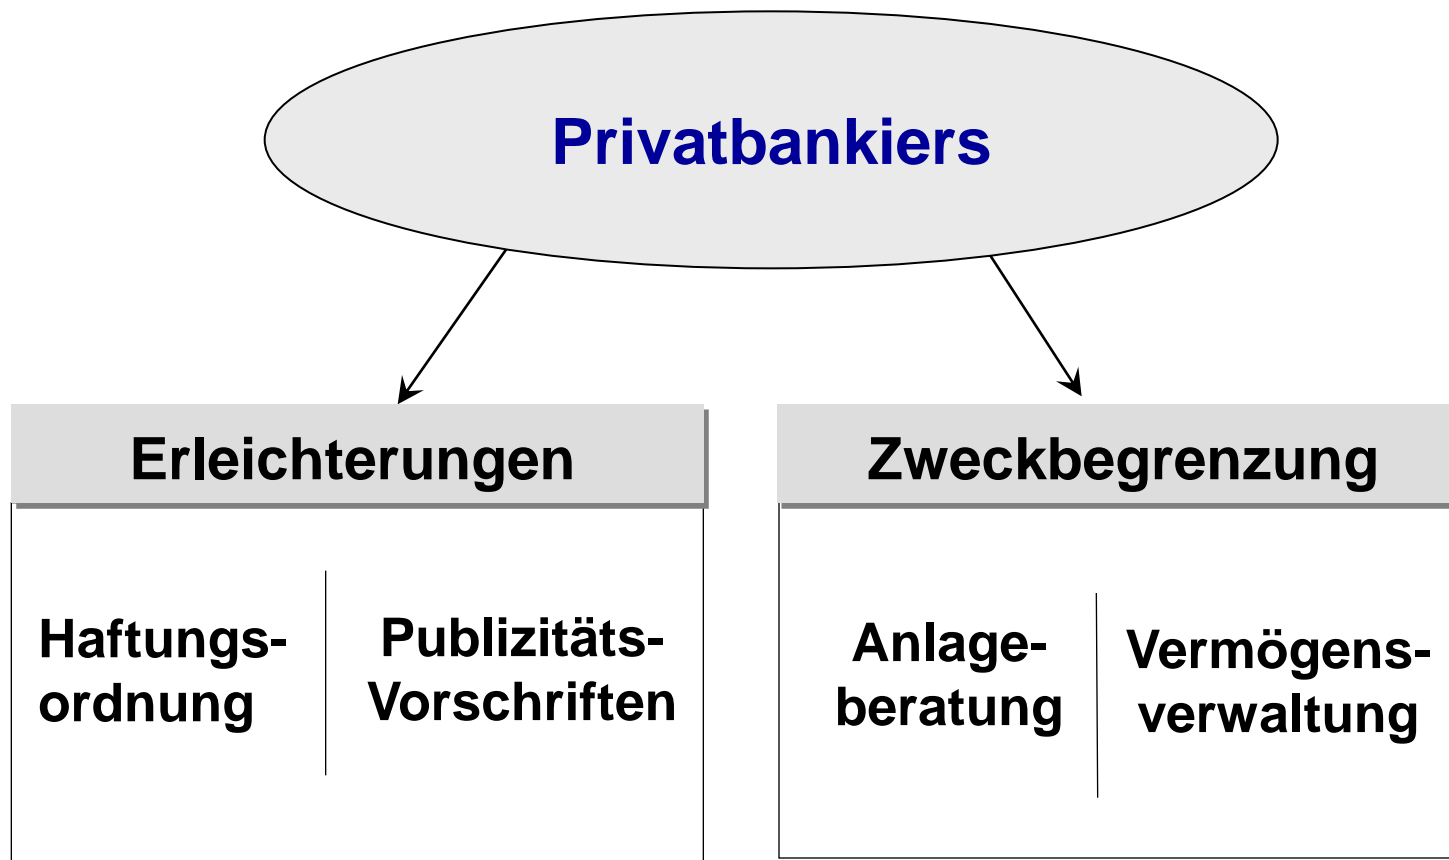 Privatbankiers
Erleichterungen
Zweckbegrenzung
Haftungs-
ordnung
Publizitäts-
Vorschriften
Anlage-
beratung
Vermögens-
verwaltung